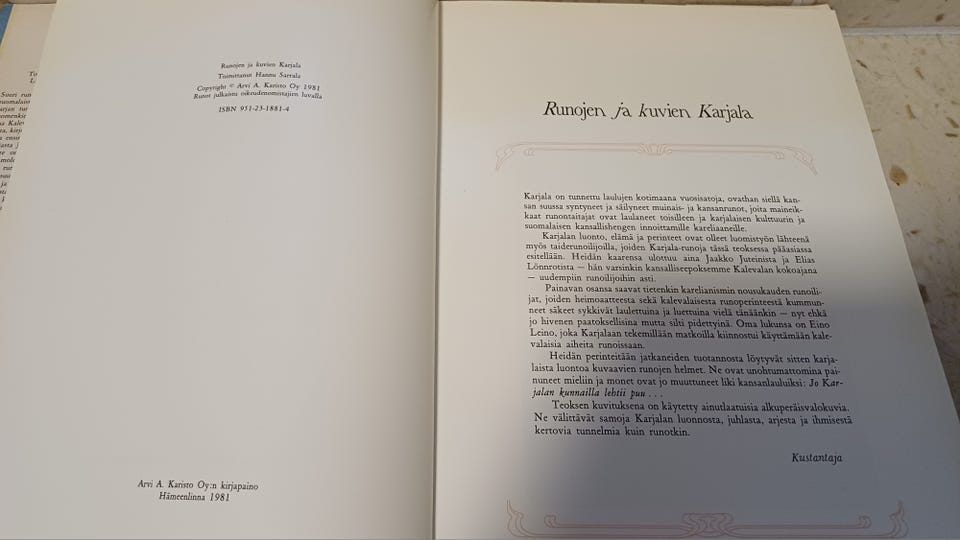 Runojen ja kuvien Karjala
Toimittanut Hannu Sarrala
Copyright © Arvi A. Karisto Oy 1981
Runot julkaistu oikeudenomistajien luvalla
ISBN 951-23-1881-4
Arvi A. Karisto Oy:n kirjapaino
Hämeenlinna 1981
Runojen ja kuvien Karjala
Karjala on tunnettu laulujen kotimaana vuosisatoja, ovathan siellä kan-
san suussa syntyneet ja säilyneet muinais- ja kansanrunot, joita maineik-
kaat runontaitajat ovat laulaneet toisilleen ja karjalaisen kulttuurin ja
suomalaisen kansallishengen innoittamille kareliaaneille.
Karjalan luonto, elämä ja perinteet ovat olleet luomistyön lähteenä
myös taiderunoilijoilla, joiden Karjala-runoja tässä teoksessa pääasiassa
esitellään. Heidän kaarensa ulottuu aina Jaakko Juteinista ja Elias
Lönnrotista — hän varsinkin kansalliseepoksemme Kalevalan kokoajana
— uudempiin runoilijoihin asti.
Painavan osansa saavat tietenkin karelianismin nousukauden runoili-
jat, joiden heimoaatteesta sekä kalevalaisesta runoperinteestä kummun-
neet säkeet sykkivät laulettuina ja luettuina vielä tänäänkin — nyt ehkä
jo hivenen paatoksellisina mutta silti pidettyinä. Oma lukunsa on Eino
Leino, joka Karjalaan tekemillään matkoilla kiinnostui käyttämään kale-
valaisia aiheita runoissaan.
Heidän perinteitään jatkaneiden tuotannosta löytyvät sitten karja-
laista luontoa kuvaavien runojen helmet. Ne ovat unohtumattomina pai-
nuneet mieliin ja monet ovat jo muuttuneet liki kansanlauluiksi: Jo Kar-
jalan kunnailla lehtii puu . . .
Teoksen kuvituksena on käytetty ainutlaatuisia alkuperäisvalokuvia.
Ne välittävät samoja Karjalan luonnosta, juhlasta, arjesta ja ihmisestä
kertovia tunnelmia kuin runotkin.
Kustantaja